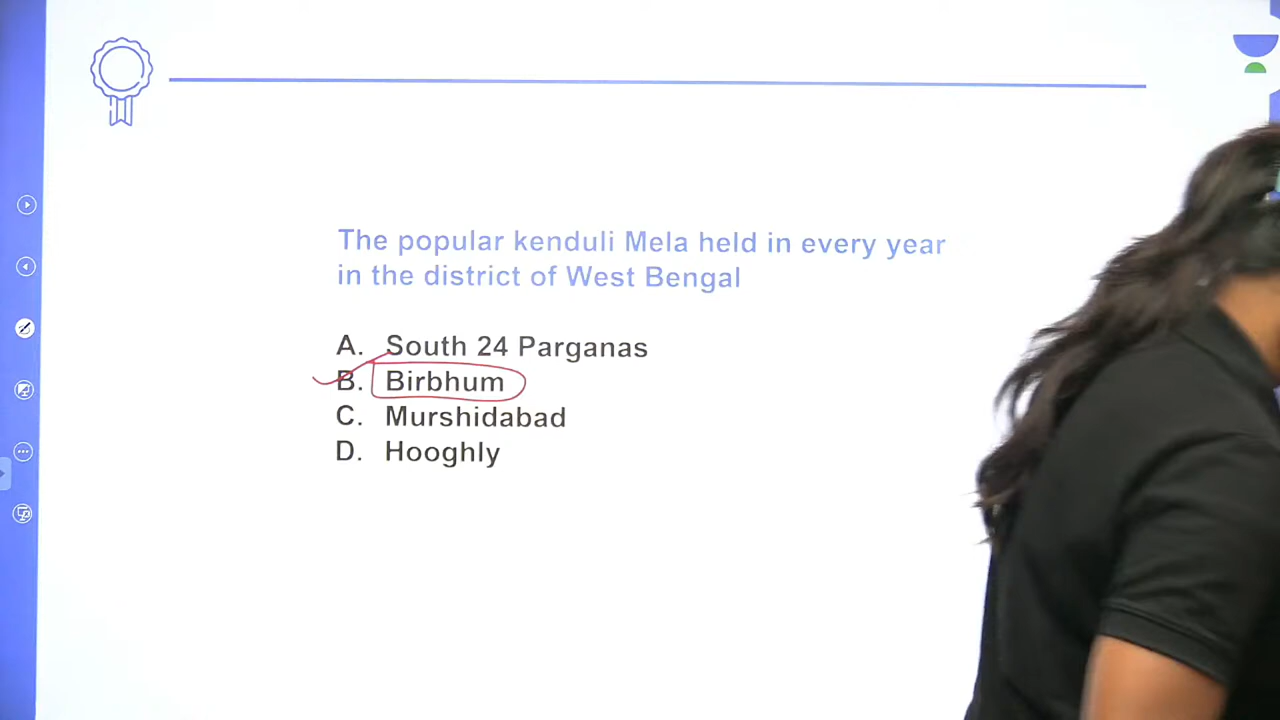 The popular kenduli Mela held in every year
in the district of West Bengal
A. South 24 Parganas
B. Birbhum
C. Murshidabad
D. Hooghly